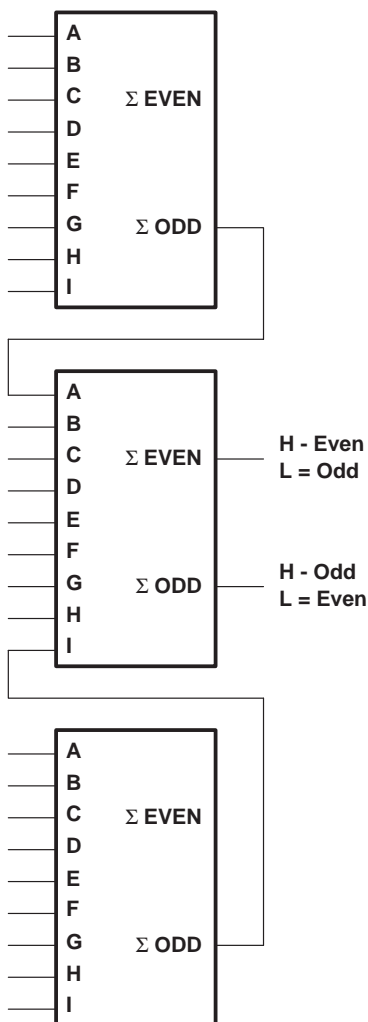 A
B
C Σ EVEN
D
E
F
G Σ ODD
H
I
A
B
C Σ EVEN
D
E
F
G Σ ODD
H
I
H - Even
L = Odd
H - Odd
L = Even
A
B
C Σ EVEN
D
E
F
G Σ ODD
H
I